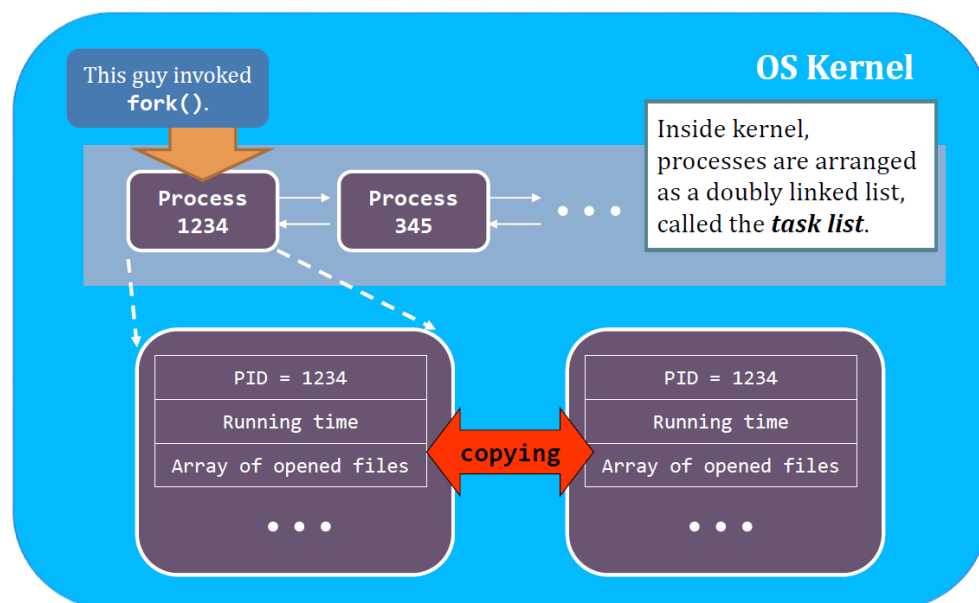 This guy invoked
fork().
OS Kernel
Inside kernel,
processes are arranged
as a doubly linked list,
called the task list.
Process
1234
Process
345
PID = 1234
Running time
Array of opened files
copying
PID = 1234
Running time
Array of opened files